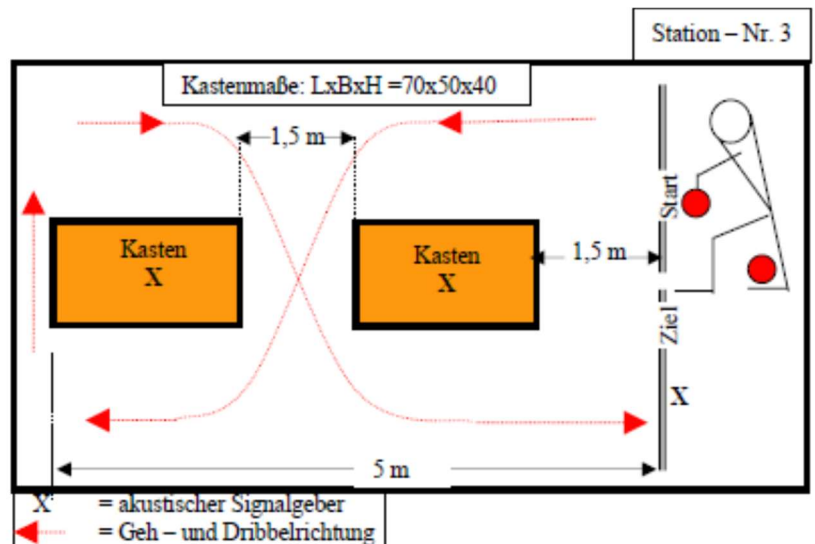 Station – Nr. 3
Kastenmaße: LxBxH =70x50x40
1,5 m
Start
Kasten
X
Kasten
X
1,5 m
Ziel
X
5 m
X = akustischer Signalgeber
= Geh – und Dribbelrichtung